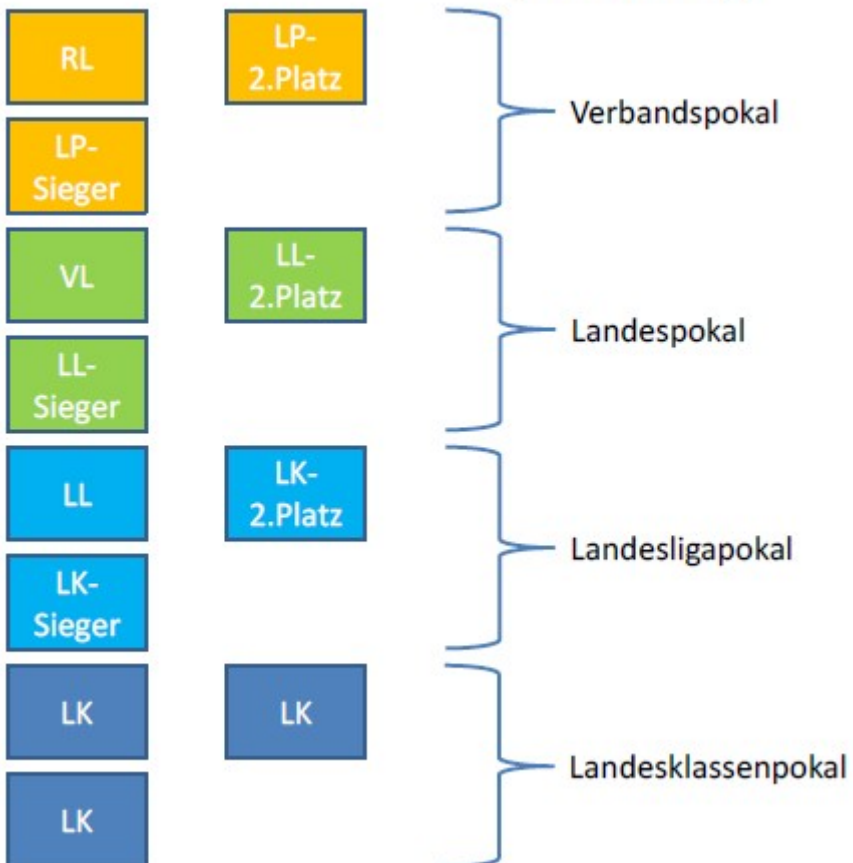 RL
LP-
2.Platz
Verbandspokal
LP-
Sieger
VL
LL-
2.Platz
Landespokal
LL-
Sieger
LL
LK-
2.Platz
Landesligapokal
LK-
Sieger
LK
LK
Landesklassenpokal
LK